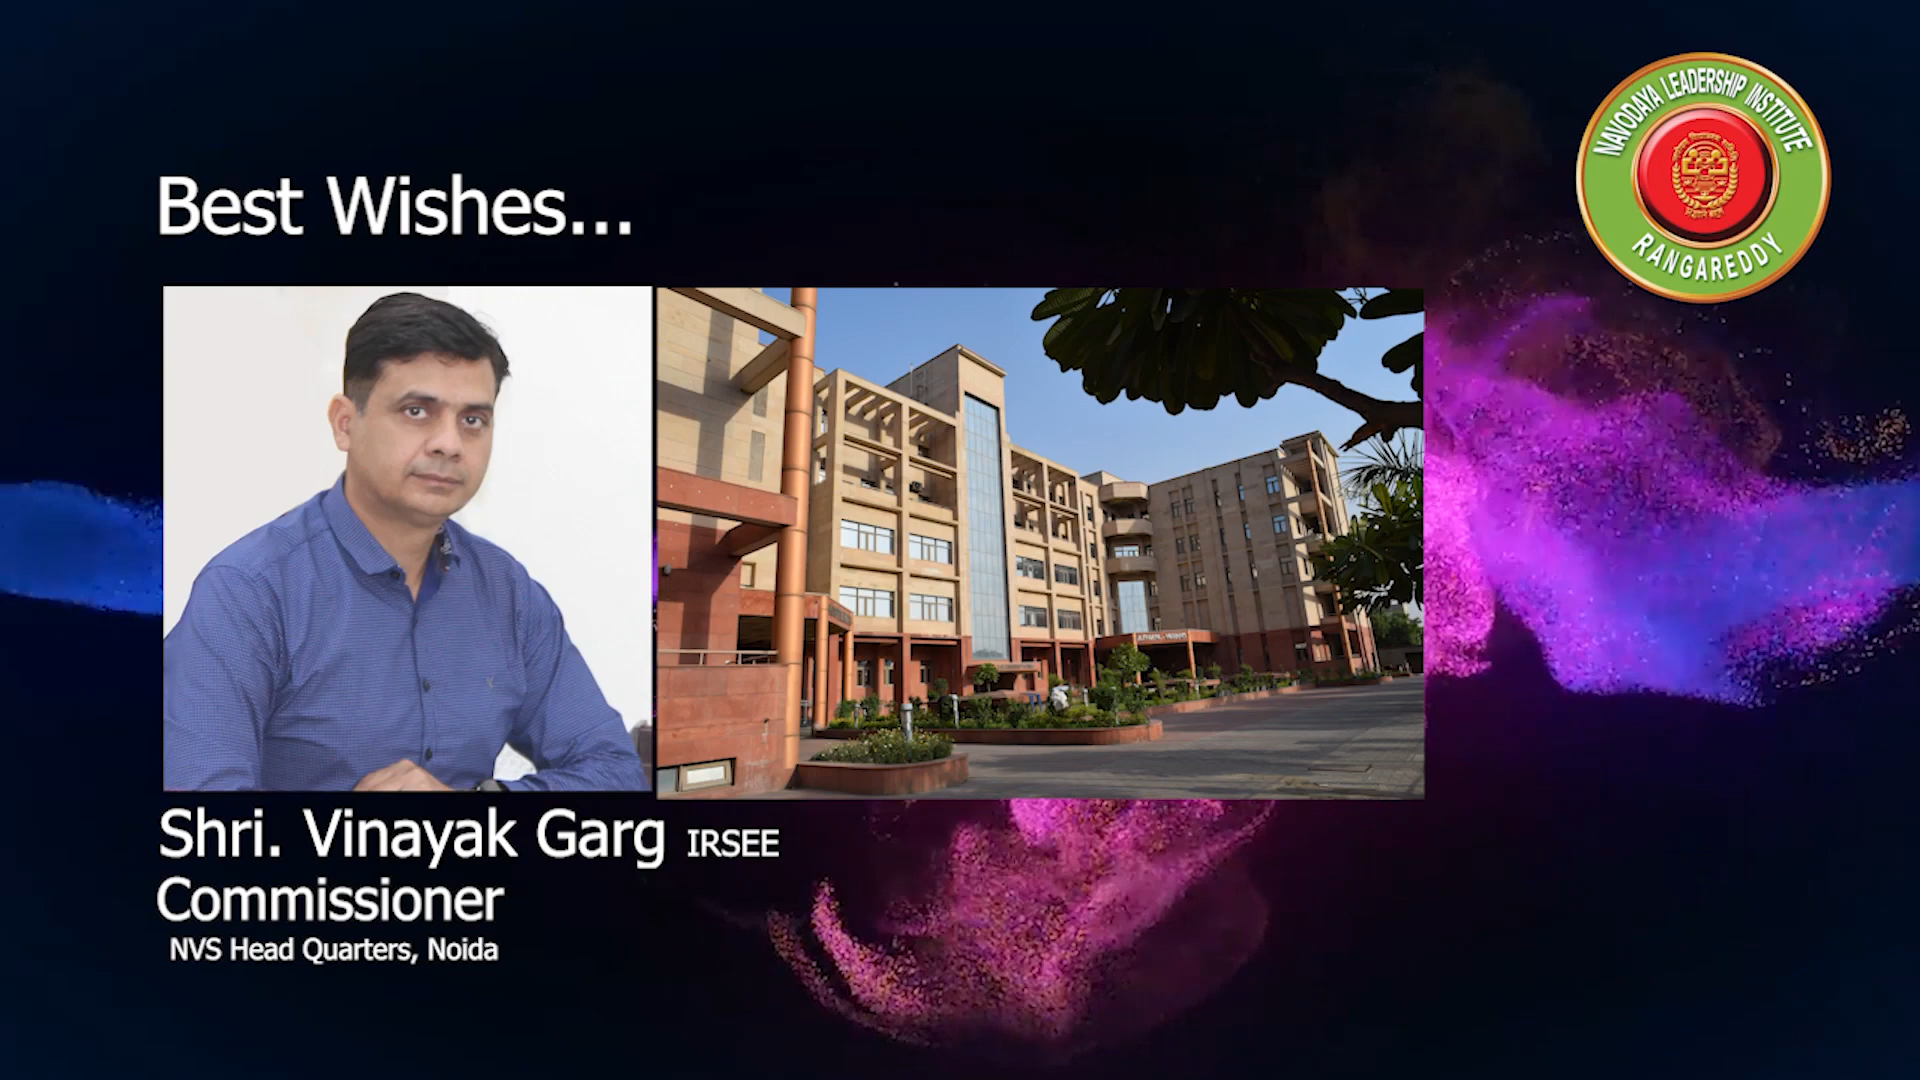 Best Wishes...
NAVODAYA LEADERSHIP INSTITUTE
RANGAREDDY
Shri. Vinayak Garg IRSEE
Commissioner
NVS Head Quarters, Noida